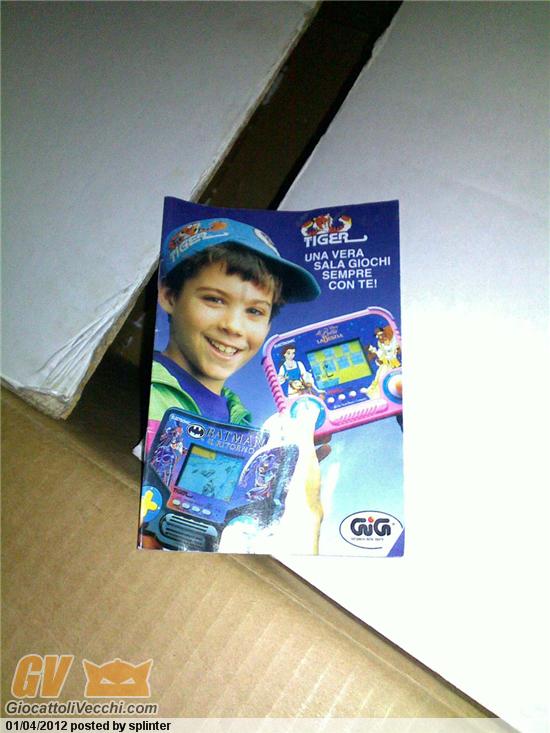 TIGER
TIGER
UNA VERA
SALA GIOCHI
SEMPRE
CON TE!
La Bella
LA BESTIA
BATMAN
IL RITORNO
GiG
GV
GiocattoliVecchi.com
01/04/2012 posted by splinter